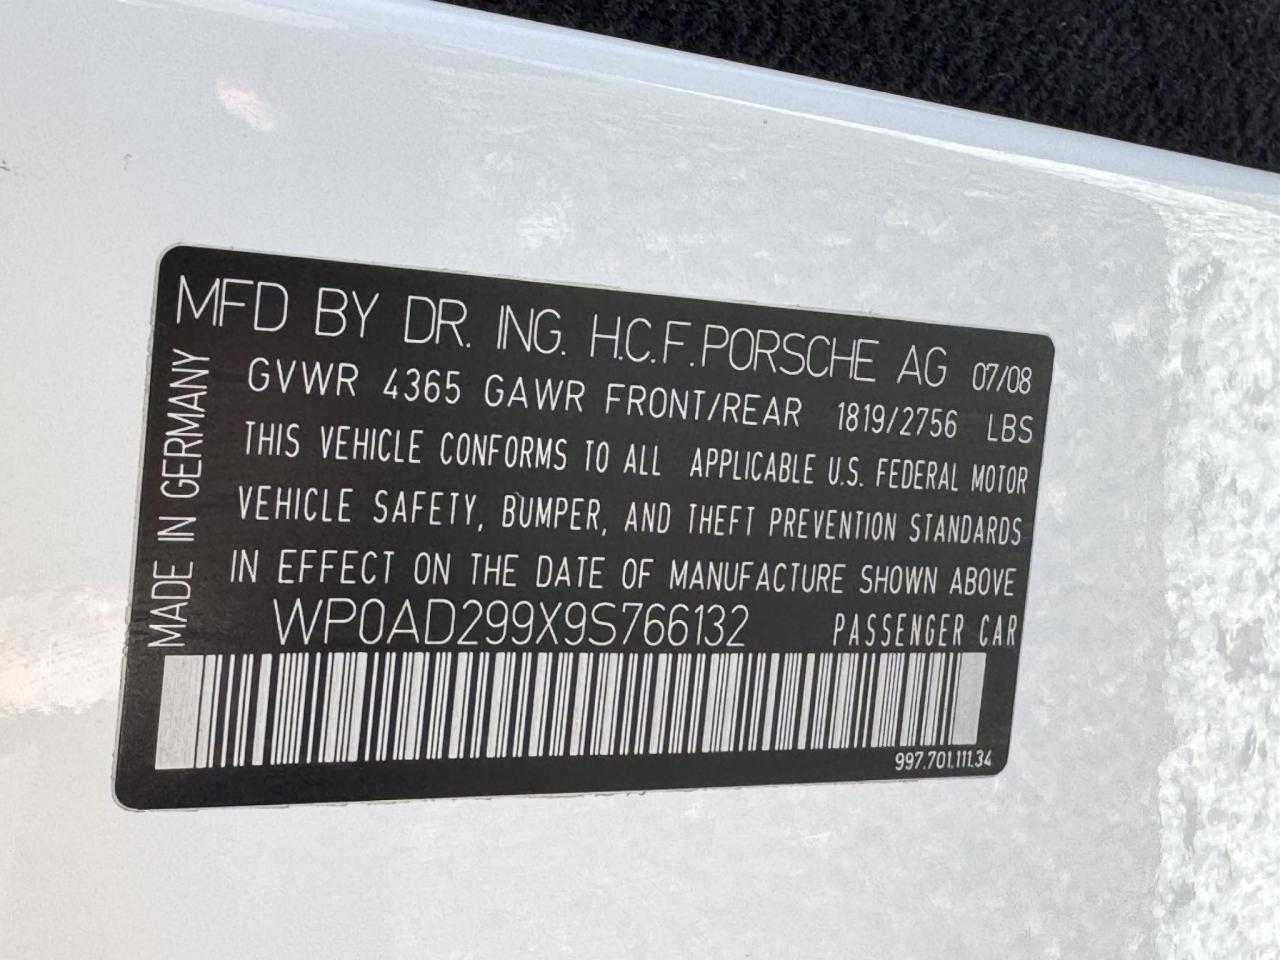 MFD BY DR. ING. H.C.F.PORSCHE AG 07/08
GVWR 4365 GAWR FRONT/REAR 1819/2756 LBS
THIS VEHICLE CONFORMS TO ALL APPLICABLE U.S. FEDERAL MOTOR
VEHICLE SAFETY, BUMPER, AND THEFT PREVENTION STANDARDS
IN EFFECT ON THE DATE OF MANUFACTURE SHOWN ABOVE
WP0AD299X9S766132 PASSENGER CAR
997.701.111.34
MADE IN GERMANY